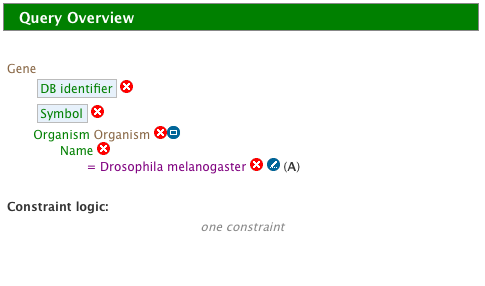 Query Overview
Gene
DB identifier
Symbol
Organism Organism
Name
= Drosophila melanogaster (A)
Constraint logic:
one constraint